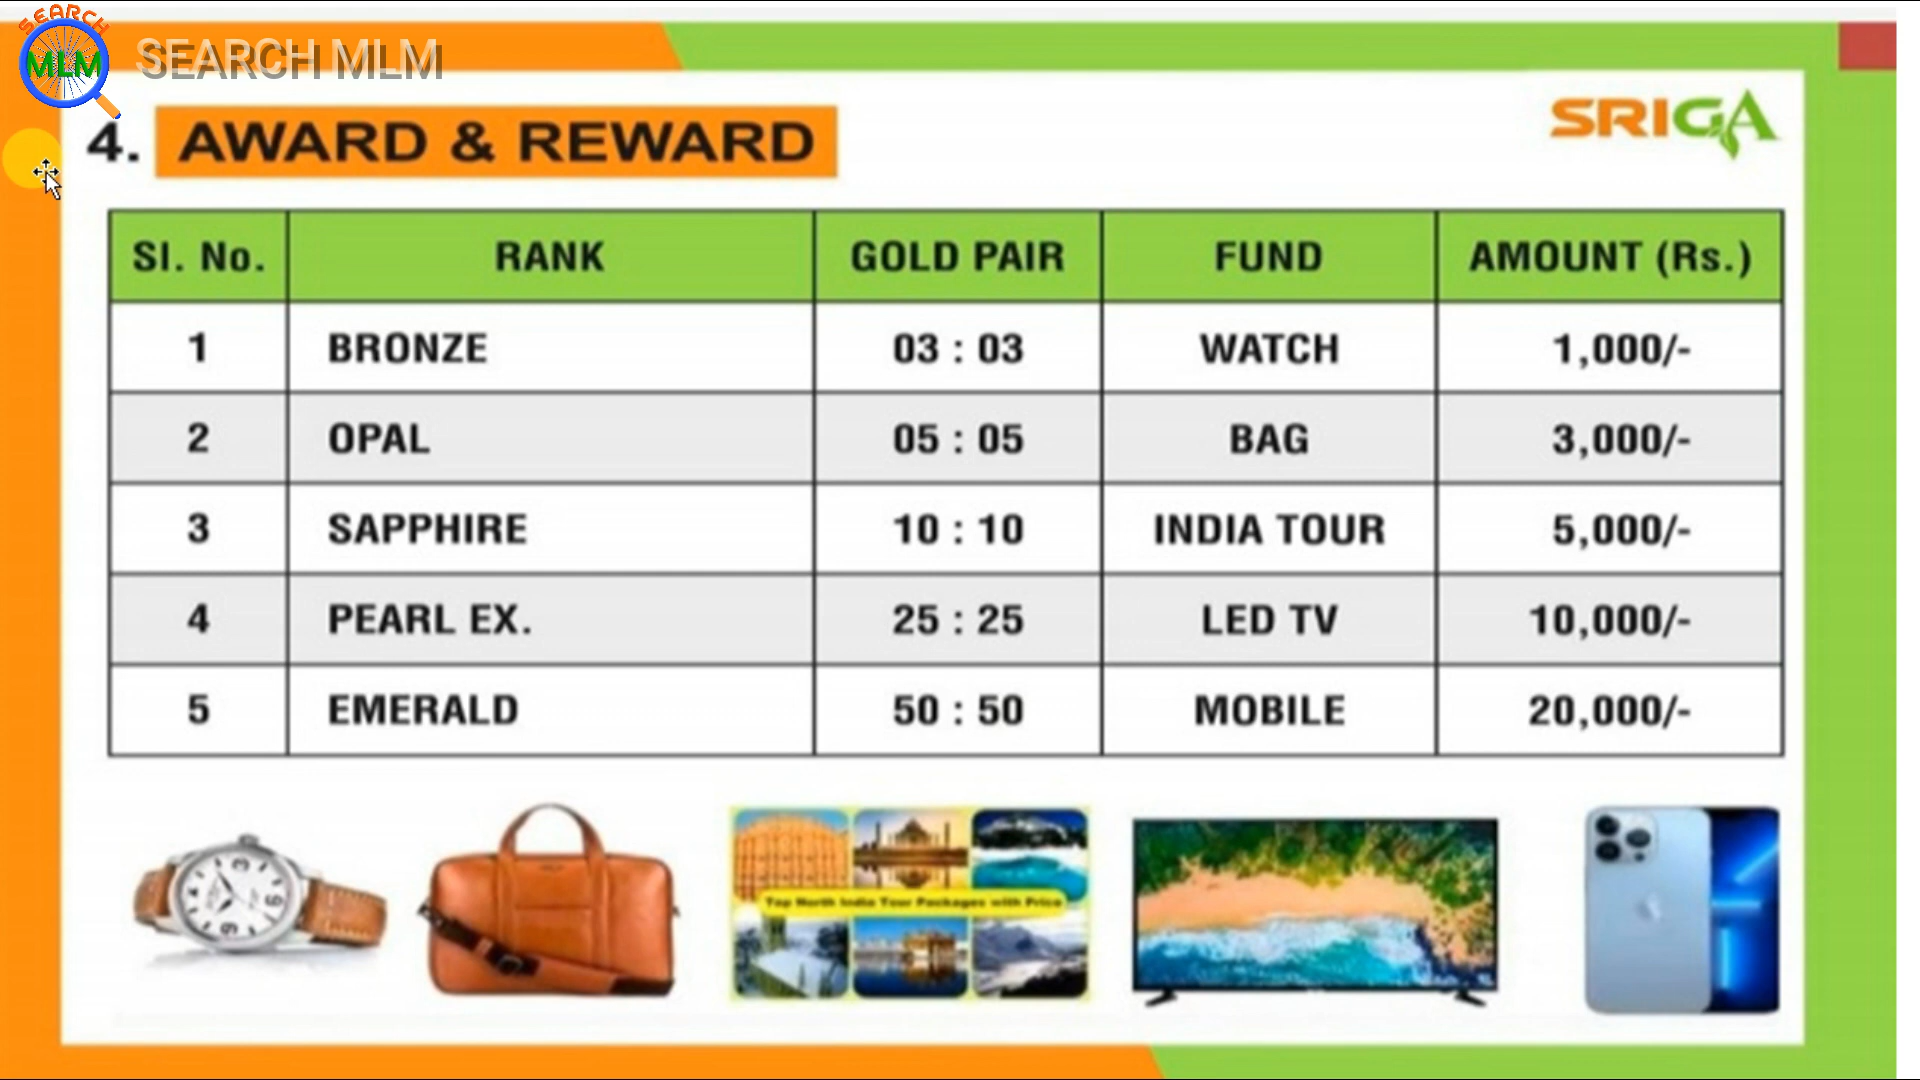 SEARCH
MLM
SEARCH MLM
SRIGA
4. AWARD & REWARD
SI. No. RANK GOLD PAIR FUND AMOUNT (Rs.)
1 BRONZE 03 : 03 WATCH 1,000/-
2 OPAL 05 : 05 BAG 3,000/-
3 SAPPHIRE 10 : 10 INDIA TOUR 5,000/-
4 PEARL EX. 25 : 25 LED TV 10,000/-
5 EMERALD 50 : 50 MOBILE 20,000/-
Top North India Tour Packages with Price